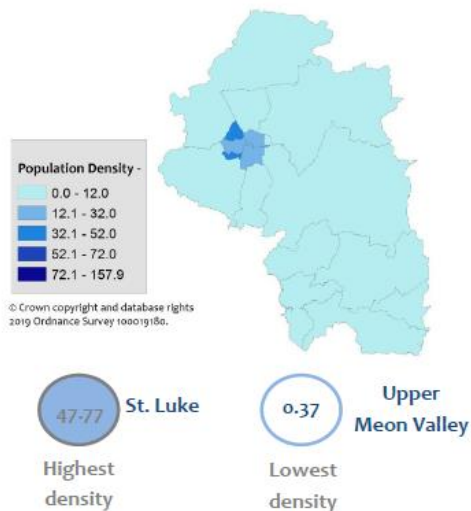 Population Density -
0.0 - 12.0
12.1 - 32.0
32.1 - 52.0
52.1 - 72.0
72.1 - 157.9
© Crown copyright and database rights
2019 Ordnance Survey 100019180.
47.77
St. Luke
Highest
density
0.37
Upper
Meon Valley
Lowest
density